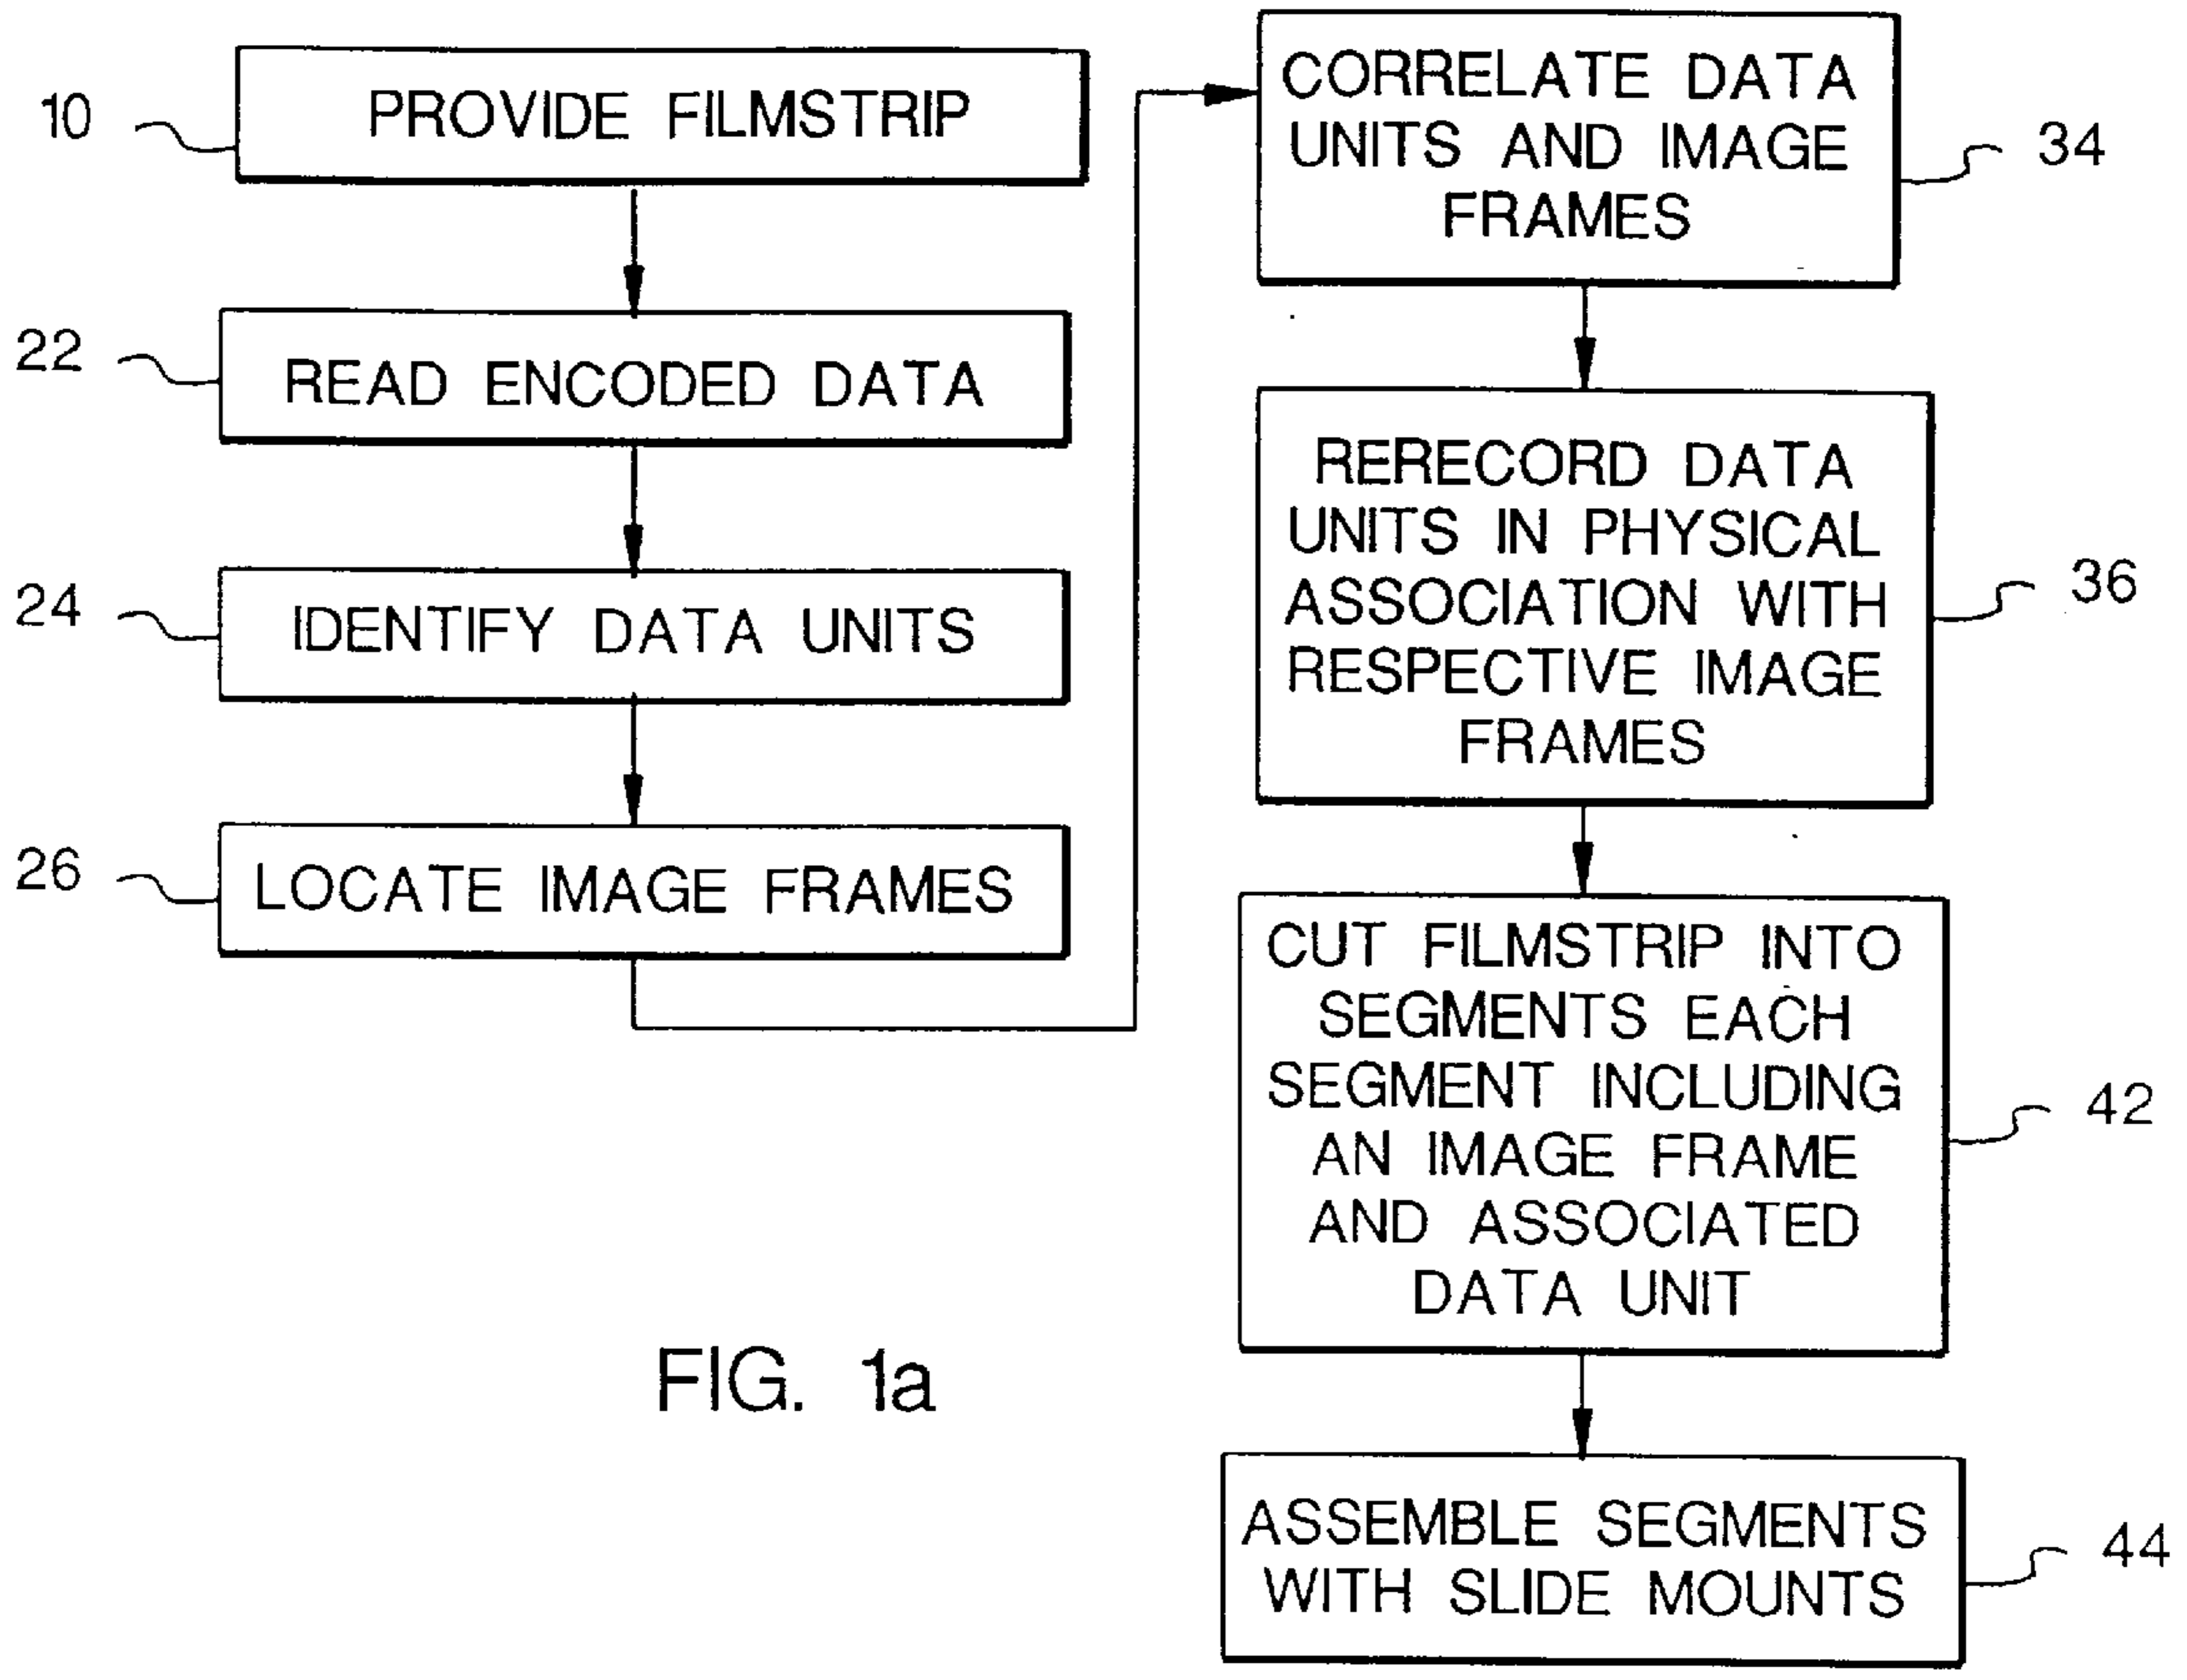 10
PROVIDE FILMSTRIP
22
READ ENCODED DATA
24
IDENTIFY DATA UNITS
26
LOCATE IMAGE FRAMES
CORRELATE DATA
UNITS AND IMAGE
FRAMES
34
RERECORD DATA
UNITS IN PHYSICAL
ASSOCIATION WITH
RESPECTIVE IMAGE
FRAMES
36
CUT FILMSTRIP INTO
SEGMENTS EACH
SEGMENT INCLUDING
AN IMAGE FRAME
AND ASSOCIATED
DATA UNIT
42
ASSEMBLE SEGMENTS
WITH SLIDE MOUNTS
44
FIG. 1a